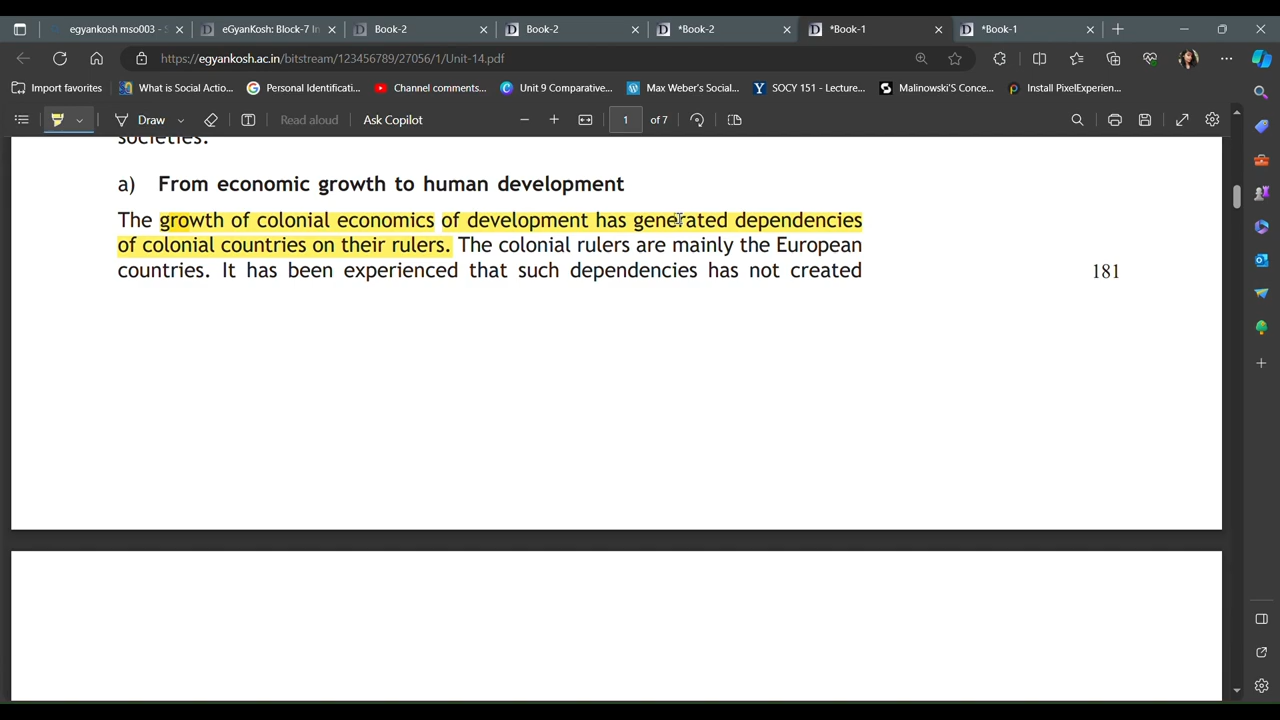 egyankosh mso003 - S
eGyanKosh: Block-7 In
Book-2
Book-2
*Book-2
*Book-1
*Book-1
https://egyankosh.ac.in/bitstream/123456789/27056/1/Unit-14.pdf
Import favorites
What is Social Actio...
Personal Identificati...
Channel comments...
Unit 9 Comparative...
Max Weber's Social...
SOCY 151 - Lecture...
Malinowski'S Conce...
Install PixelExperien...
Draw
Read aloud
Ask Copilot
1 of 7
societies.
a) From economic growth to human development
The growth of colonial economics of development has generated dependencies
of colonial countries on their rulers. The colonial rulers are mainly the European
countries. It has been experienced that such dependencies has not created
181